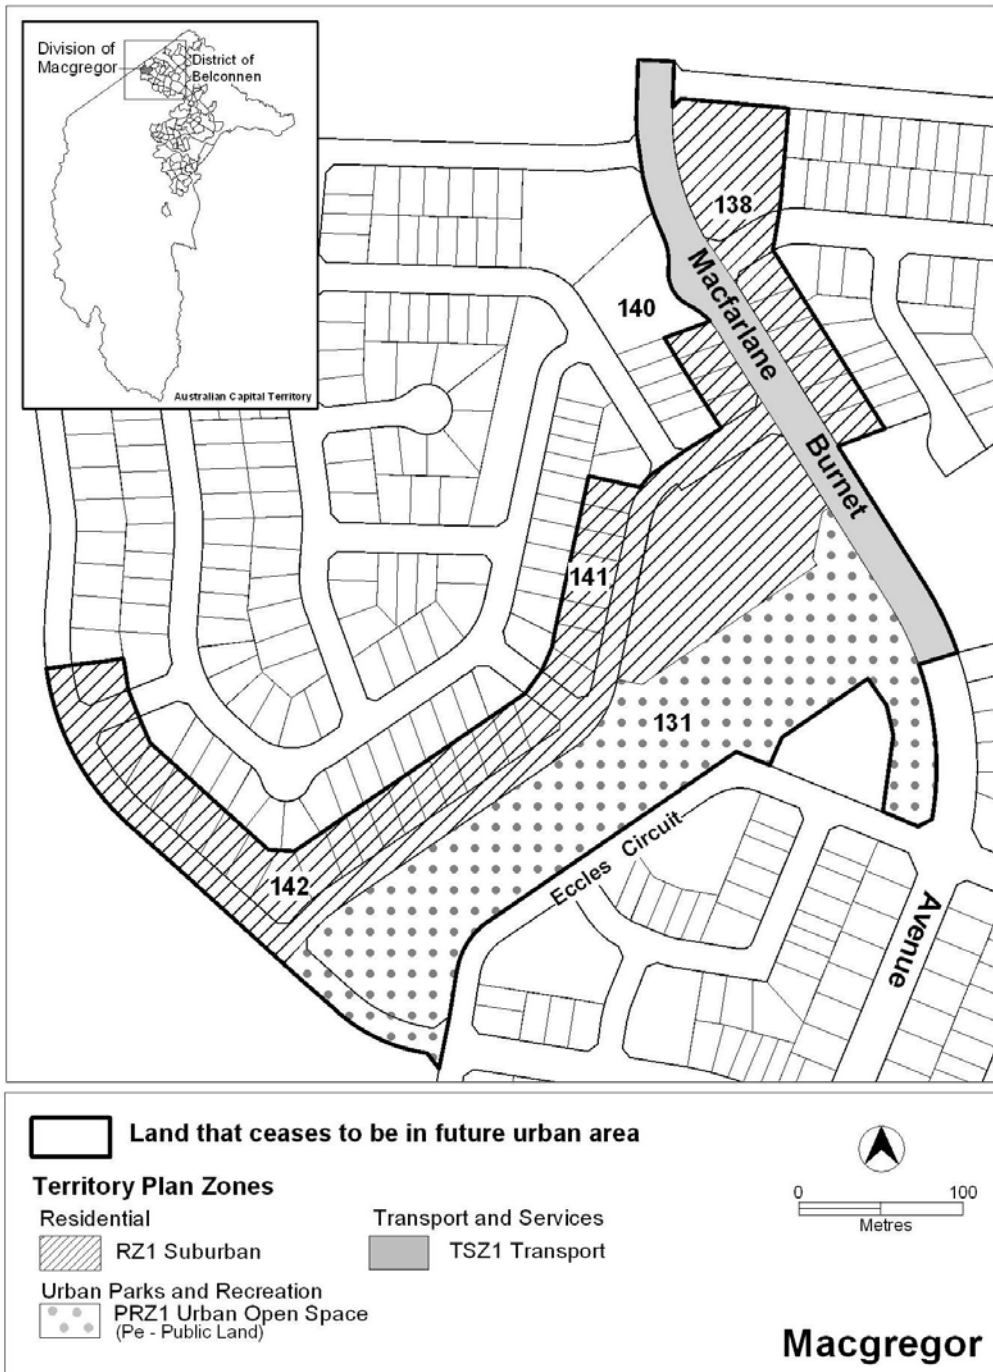 Division of
Macgregor
District of
Belconnen
Australian Capital Territory
138
140
Macfarlane
Burnet
141
131
142
Eccles Circuit
Avenue
Land that ceases to be in future urban area
Territory Plan Zones
Residential
RZ1 Suburban
Transport and Services
TSZ1 Transport
Urban Parks and Recreation
PRZ1 Urban Open Space
(Pe - Public Land)
0 100
Metres
Macgregor